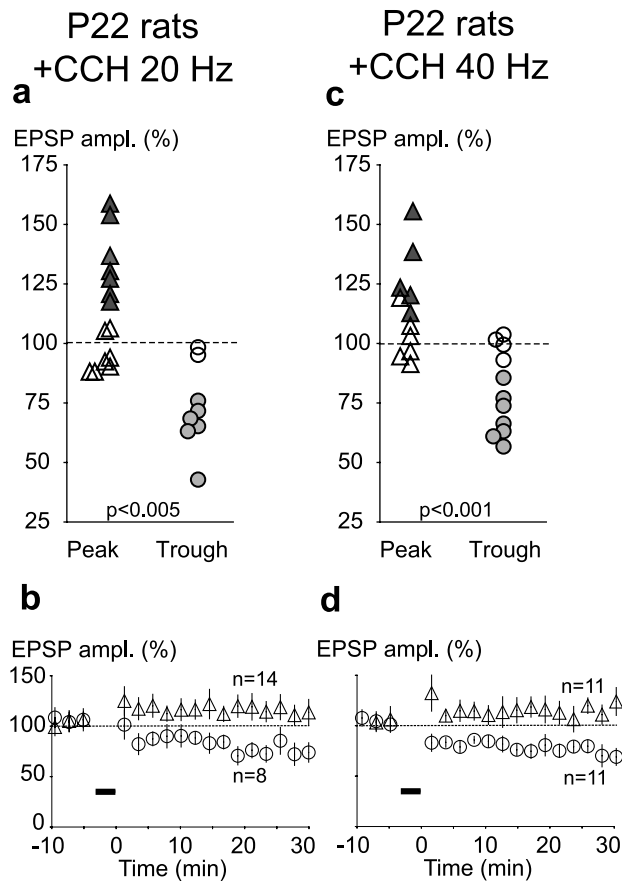 P22 rats
+CCH 20 Hz
P22 rats
+CCH 40 Hz
a
EPSP ampl. (%)
175
150
125
100
75
50
25
p<0.005
Peak
Trough
c
EPSP ampl. (%)
175
150
125
100
75
50
25
p<0.001
Peak
Trough
b
EPSP ampl. (%)
150
100
50
0
n=14
n=8
-10
0
10
20
30
Time (min)
d
EPSP ampl. (%)
n=11
n=11
-10
0
10
20
30
Time (min)